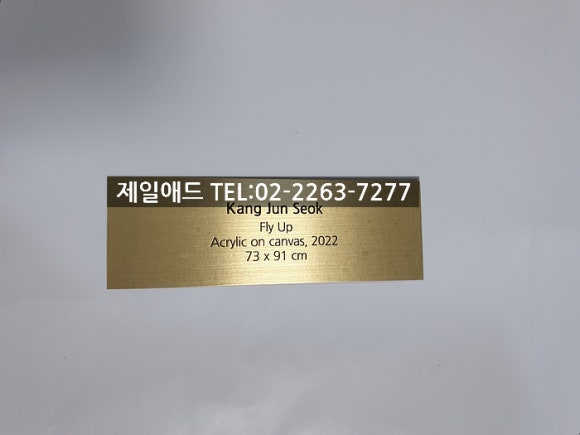 제일애드 TEL:02-2263-7277
Kang Jun Seok
Fly Up
Acrylic on canvas, 2022
73 x 91 cm